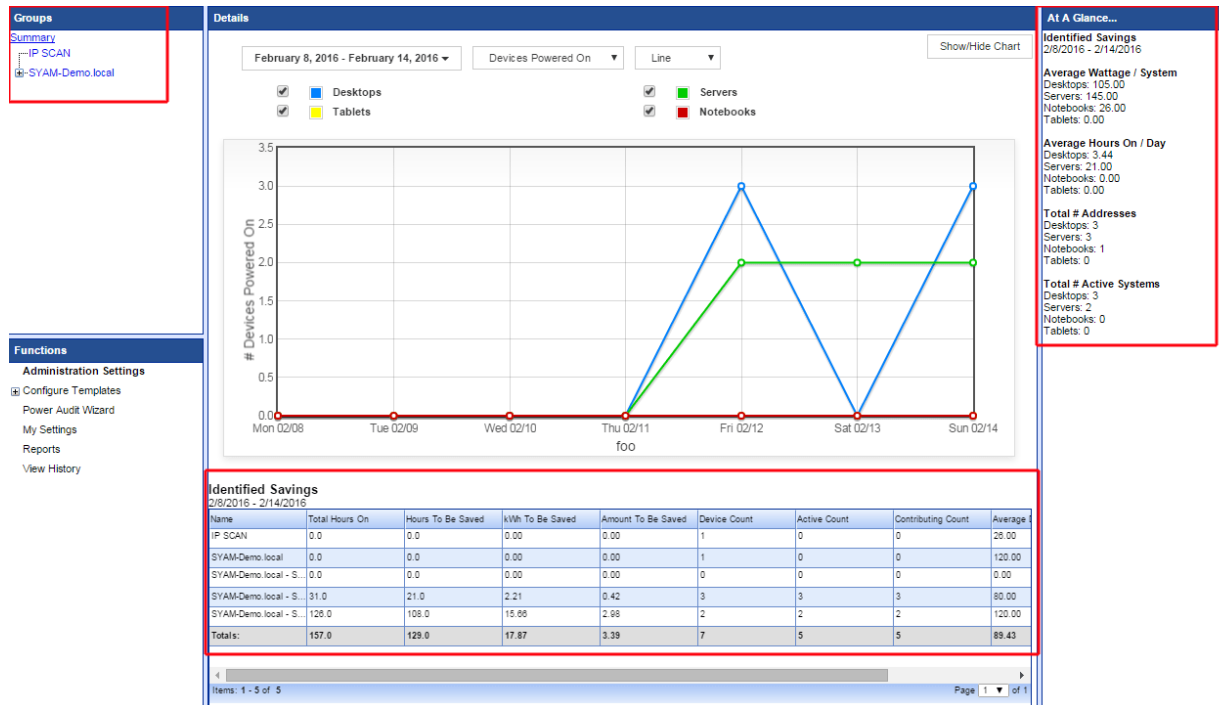 Groups
Summary
IP SCAN
SYAM-Demo.local
Functions
Administration Settings
Configure Templates
Power Audit Wizard
My Settings
Reports
View History
Details
February 8, 2016 - February 14, 2016
Devices Powered On
Line
Show/Hide Chart
Desktops
Servers
Tablets
Notebooks
# Devices Powered On
3.5
3.0
2.5
2.0
1.5
1.0
0.5
0.0
Mon 02/08 Tue 02/09 Wed 02/10 Thu 02/11 Fri 02/12 Sat 02/13 Sun 02/14
foo
Identified Savings
2/8/2016 - 2/14/2016
Name Total Hours On Hours To Be Saved kWh To Be Saved Amount To Be Saved Device Count Active Count Contributing Count Average
IP SCAN 0.0 0.0 0.00 0.00 1 0 0 26.00
SYAM-Demo.local 0.0 0.0 0.00 0.00 1 0 0 120.00
SYAM-Demo.local - S... 0.0 0.0 0.00 0.00 0 0 0 0.00
SYAM-Demo.local - S... 31.0 21.0 2.21 0.42 3 3 3 80.00
SYAM-Demo.local - S... 126.0 108.0 15.66 2.98 2 2 2 120.00
Totals: 157.0 129.0 17.87 3.39 7 5 5 89.43
Items: 1 - 5 of 5
Page 1 of 1
At A Glance...
Identified Savings
2/8/2016 - 2/14/2016
Average Wattage / System
Desktops: 105.00
Servers: 145.00
Notebooks: 26.00
Tablets: 0.00
Average Hours On / Day
Desktops: 3.44
Servers: 21.00
Notebooks: 0.00
Tablets: 0.00
Total # Addresses
Desktops: 3
Servers: 3
Notebooks: 1
Tablets: 0
Total # Active Systems
Desktops: 3
Servers: 2
Notebooks: 0
Tablets: 0